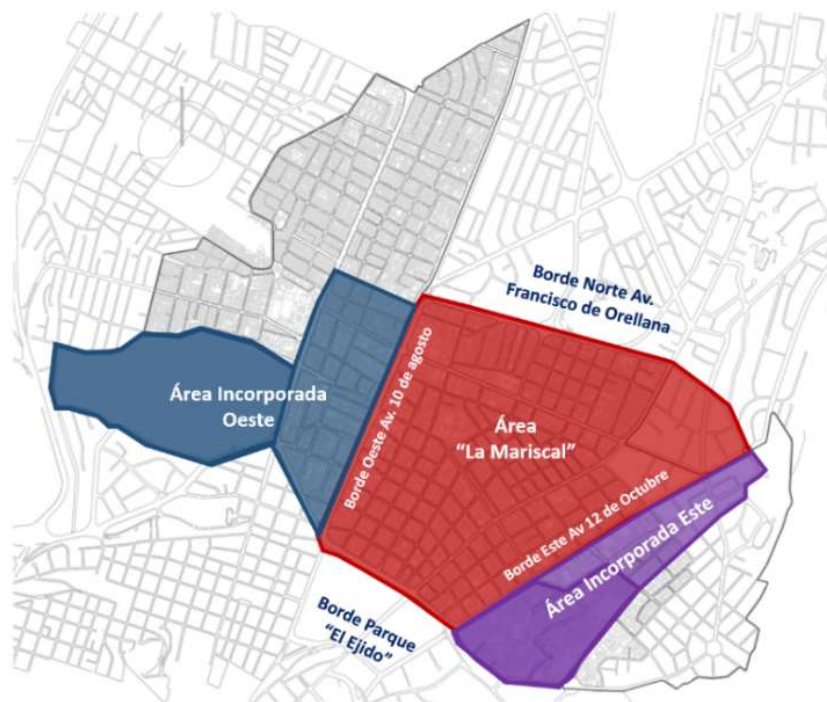 Borde Norte Av.
Francisco de Orellana
Área Incorporada
Oeste
Borde Oeste Av. 10 de agosto
Área
"La Mariscal"
Borde Este Av 12 de Octubre
Área Incorporada Este
Borde Parque
"El Ejido"